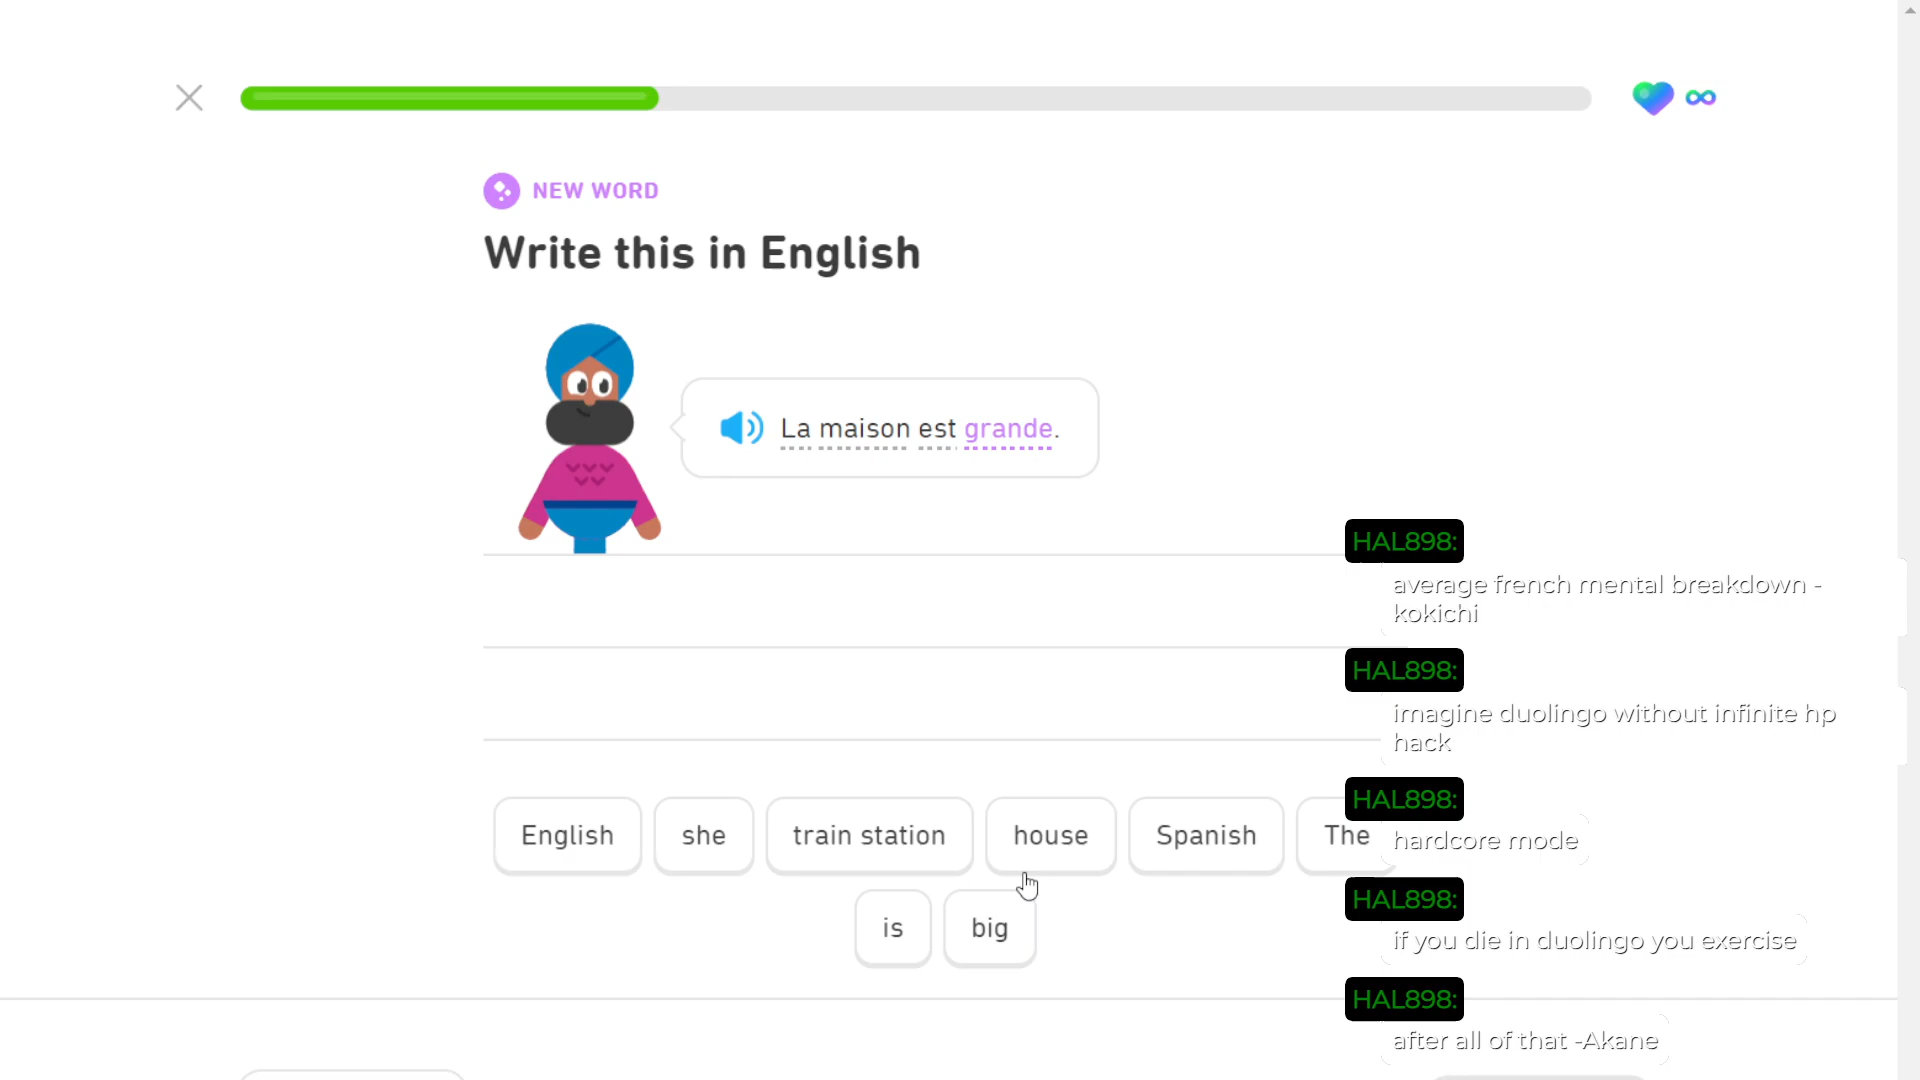 NEW WORD
Write this in English
La maison est grande.
English she train station house Spanish The
is big
HAL898:
average french mental breakdown -
kokichi
HAL898:
imagine duolingo without infinite hp
hack
HAL898:
hardcore mode
HAL898:
if you die in duolingo you exercise
HAL898:
after all of that -Akane